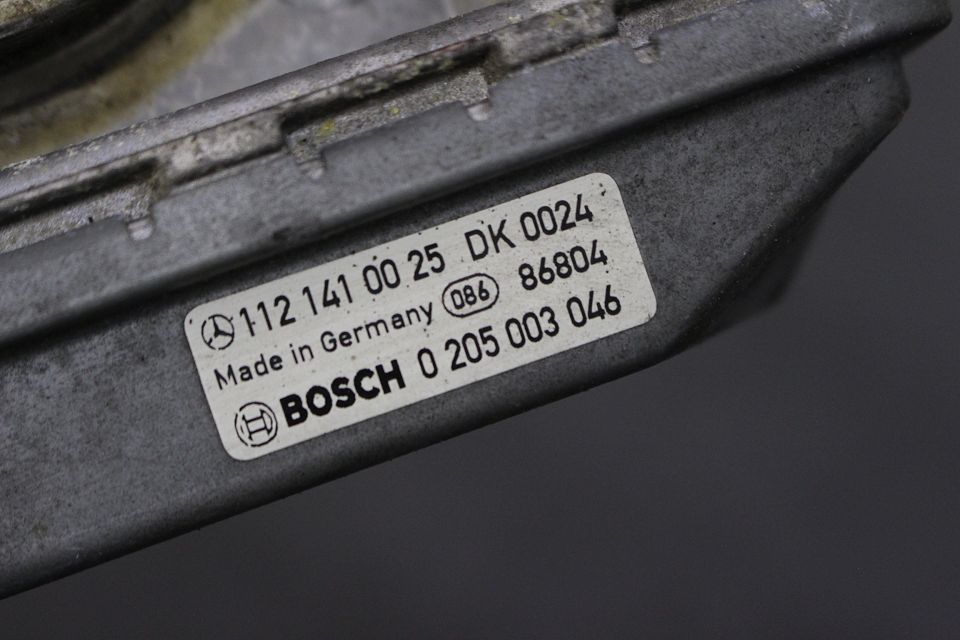 112 141 00 25 DK 0024
Made in Germany 086 86804
BOSCH 0 205 003 046